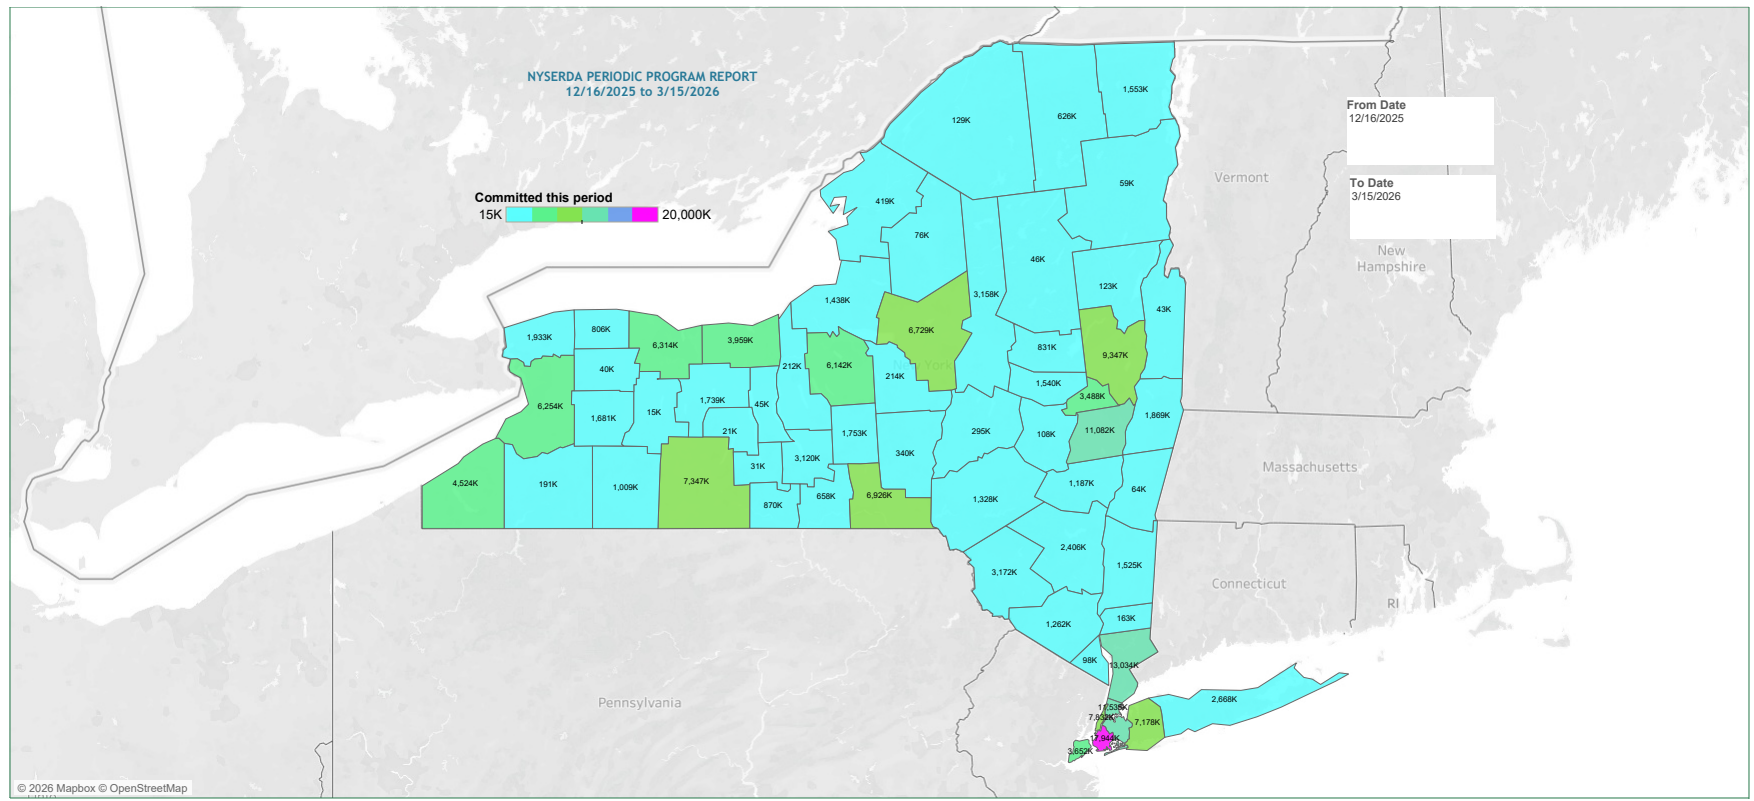 NYSERDA PERIODIC PROGRAM REPORT
12/16/2025 to 3/15/2026
From Date
12/16/2025
To Date
3/15/2026
Committed this period
15K
20,000K
Vermont
New
Hampshire
Massachusetts
Connecticut
RI
Pennsylvania
New York
129K
626K
1,553K
59K
419K
76K
46K
123K
43K
1,438K
6,729K
3,158K
1,933K
806K
6,314K
3,959K
212K
6,142K
214K
831K
9,347K
40K
6,254K
1,681K
15K
1,739K
45K
21K
1,540K
3,488K
1,869K
295K
108K
11,082K
1,753K
340K
3,120K
31K
4,524K
191K
1,009K
7,347K
870K
658K
6,926K
1,328K
1,187K
64K
2,406K
3,172K
1,525K
1,262K
163K
98K
13,034K
2,668K
7,178K
17,944K
3,652K
© 2026 Mapbox © OpenStreetMap